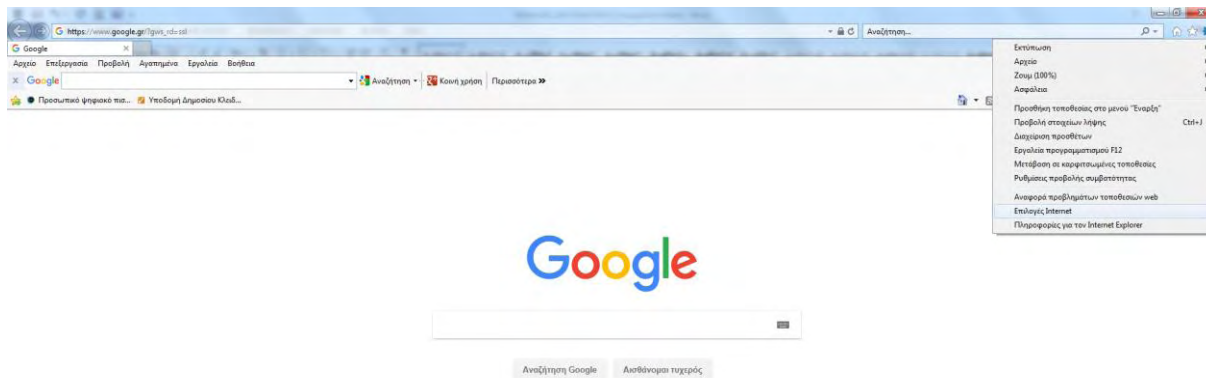 https://www.google.gr/?gws_rd=ssl
Αναζήτηση...
Google
Αρχείο Επεξεργασία Προβολή Αγαπημένα Εργαλεία Βοήθεια
x Google Αναζήτηση Κοινή χρήση Περισσότερα »
Προσωπικό ψηφιακό πισ... Υποδομή Δημοσίου Κλειδ...
Εκτύπωση
Αρχείο
Ζουμ (100%)
Ασφάλεια
Προσθήκη τοποθεσίας στο μενού "Έναρξη"
Προβολή στοιχείων λήψης Ctrl+J
Διαχείριση προσθέτων
Εργαλεία προγραμματισμού F12
Μετάβαση σε καρφιτσωμένες τοποθεσίες
Ρυθμίσεις προβολής συμβατότητας
Αναφορά προβλημάτων τοποθεσιών web
Επιλογές Internet
Πληροφορίες για τον Internet Explorer
Google
Αναζήτηση Google Αισθάνομαι τυχερός